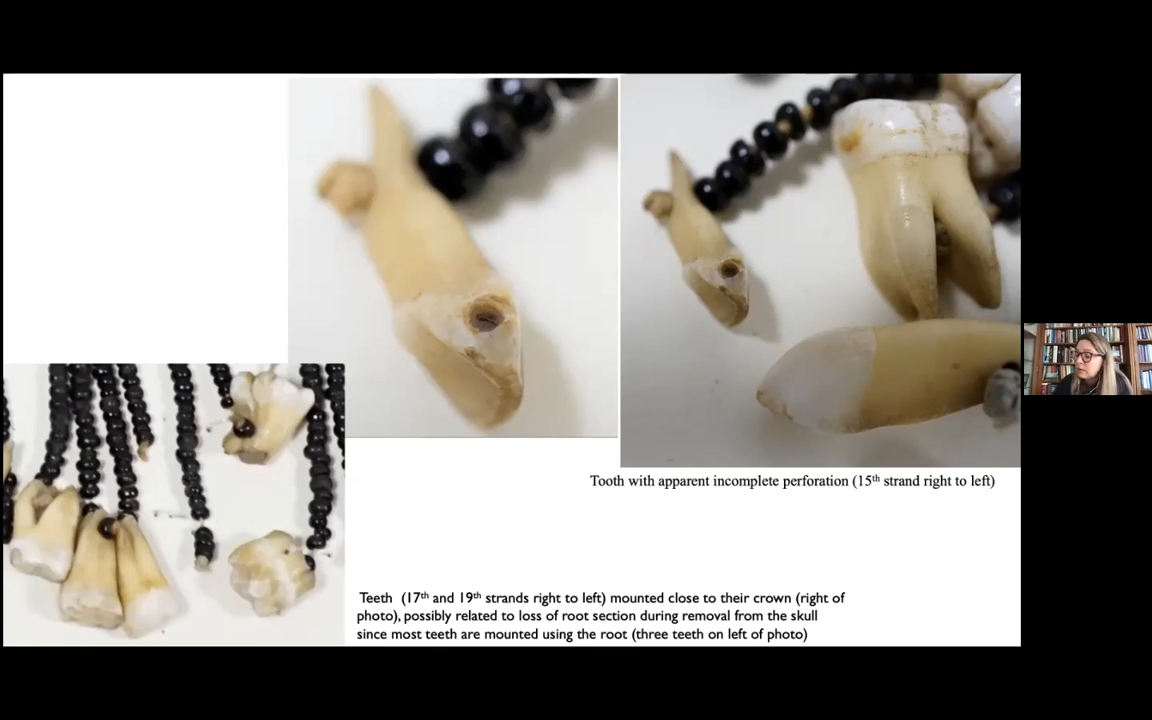 Tooth with apparent incomplete perforation (15th strand right to left)
Teeth (17th and 19th strands right to left) mounted close to their crown (right of
photo), possibly related to loss of root section during removal from the skull
since most teeth are mounted using the root (three teeth on left of photo)